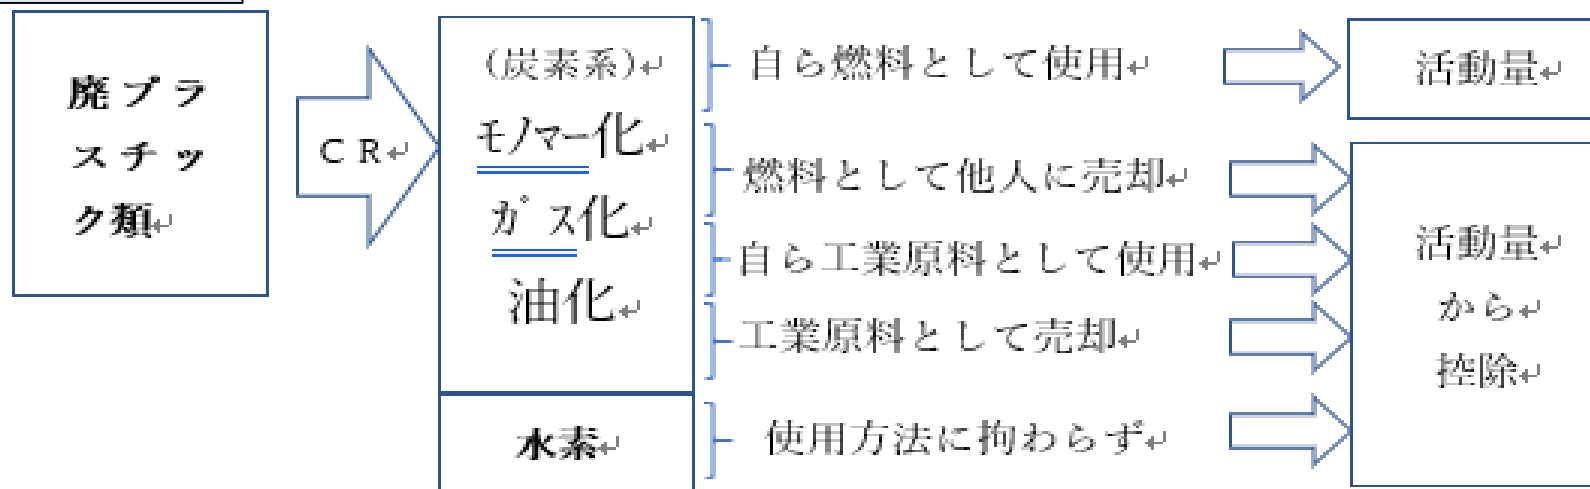 廃プラ
スチッ
ク類↵
ＣＲ↵
(炭素系)↵
ﾓﾉﾏｰ化↵
ｶﾞｽ化↵
油化↵
水素↵
自ら燃料として使用↵
燃料として他人に売却↵
自ら工業原料として使用↵
工業原料として売却↵
使用方法に拘わらず↵
活動量↵
活動量↵
から↵
控除↵